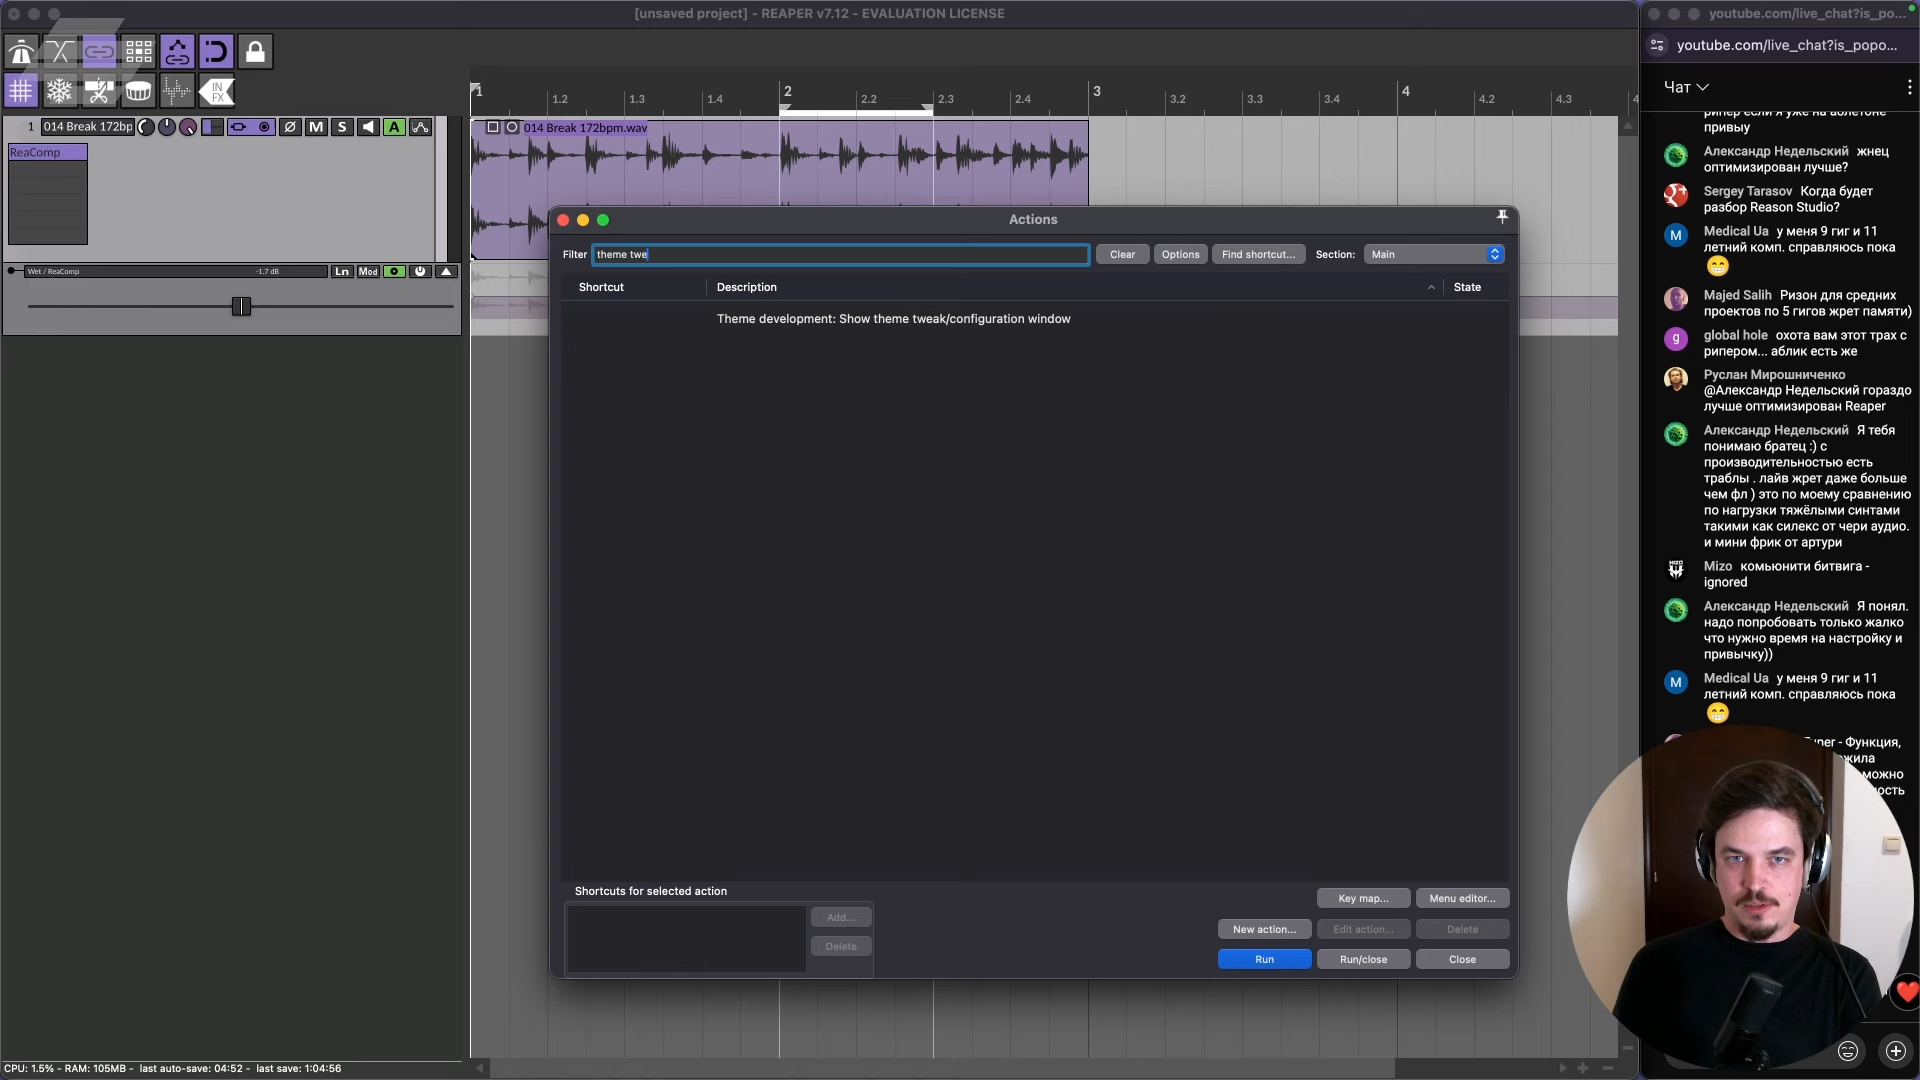 [unsaved project] - REAPER v7.12 - EVALUATION LICENSE
IN
FX
1
1.2
1.3
1.4
2
2.2
2.3
2.4
3
3.2
3.3
3.4
4
4.2
4.3
1
014 Break 172bp
M
S
A
ReaComp
014 Break 172bpm.wav
Wet / ReaComp
-1.7 dB
Ln
Mod
Actions
Filter
theme twe
Clear
Options
Find shortcut...
Section:
Main
Shortcut
Description
State
Theme development: Show theme tweak/configuration window
Shortcuts for selected action
Add...
Delete
Key map...
Menu editor...
New action...
Edit action...
Delete
Run
Run/close
Close
CPU: 1.5% - RAM: 105MB - last auto-save: 04:52 - last save: 1:04:56
youtube.com/live_chat?is_po...
youtube.com/live_chat?is_popo...
Чат
рипер если я уже на аблетоне
привыу
Александр Недельский жнец
оптимизирован лучше?
Sergey Tarasov Когда будет
разбор Reason Studio?
M
Medical Ua у меня 9 гиг и 11
летний комп. справляюсь пока
Majed Salih Ризон для средних
проектов по 5 гигов жрет памяти)
g
global hole охота вам этот трах с
рипером... аблик есть же
Руслан Мирошниченко
@Александр Недельский гораздо
лучше оптимизирован Reaper
Александр Недельский Я тебя
понимаю братец :) с
производительностью есть
траблы . лайв жрет даже больше
чем фл ) это по моему сравнению
по нагрузки тяжёлыми синтами
такими как силекс от чери аудио.
и мини фрик от артури
Mizo комьюнити битвига -
ignored
Александр Недельский Я понял.
надо попробовать только жалко
что нужно время на настройку и
привычку))
M
Medical Ua у меня 9 гиг и 11
летний комп. справляюсь пока
- Функция,